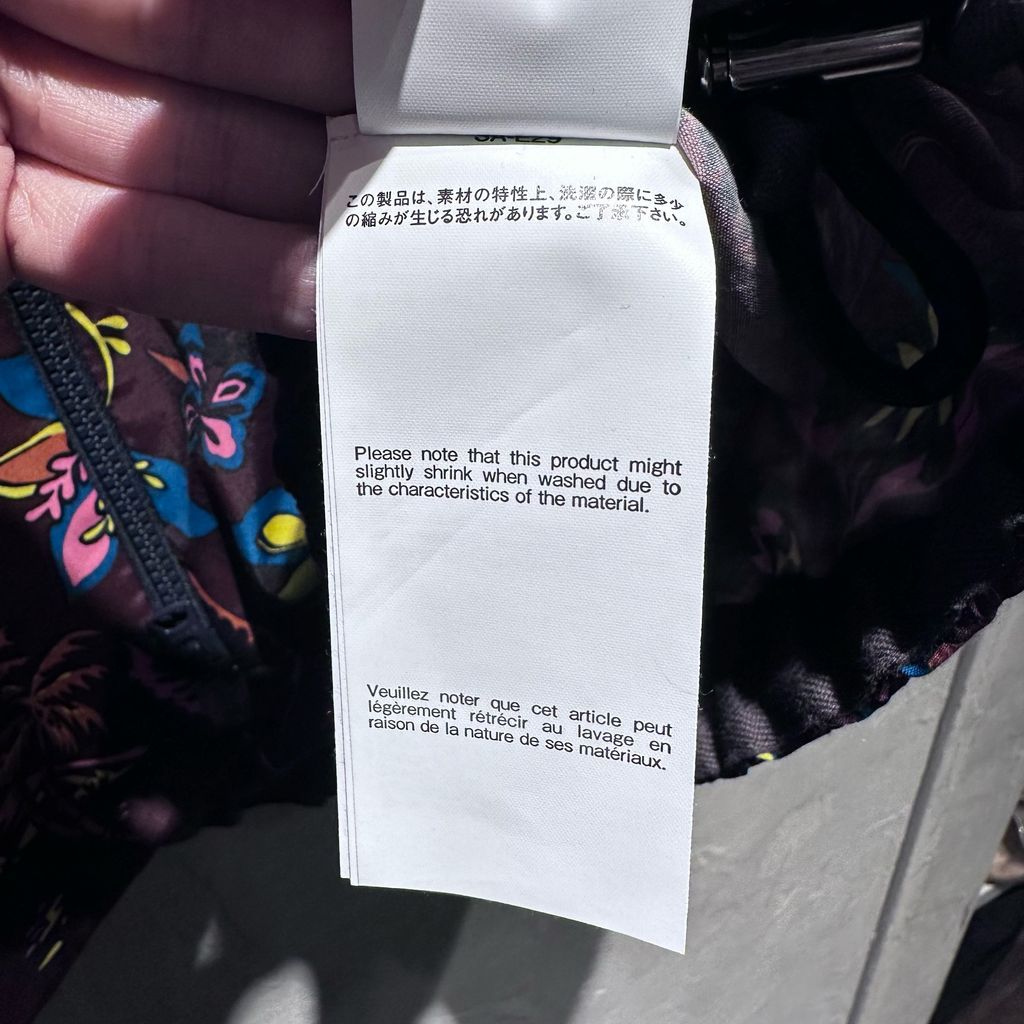 この製品は、素材の特性上、洗濯の際に多少
の縮みが生じる恐れがあります。ご了承下さい。
Please note that this product might
slightly shrink when washed due to
the characteristics of the material.
Veuillez noter que cet article peut
légèrement rétrécir au lavage en
raison de la nature de ses matériaux.